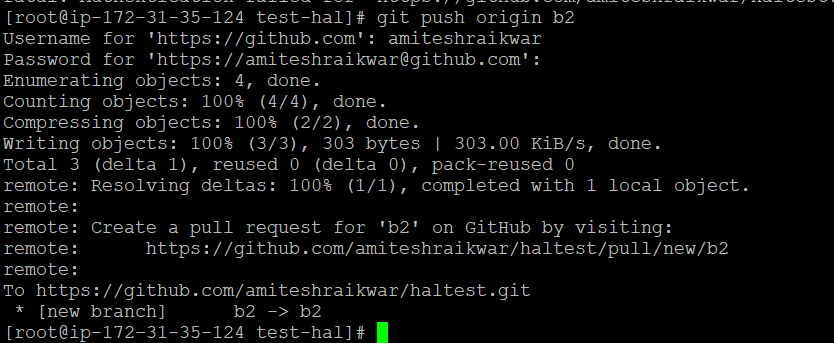 [root@ip-172-31-35-124 test-hal]# git push origin b2
Username for 'https://github.com': amiteshraikwar
Password for 'https://amiteshraikwar@github.com':
Enumerating objects: 4, done.
Counting objects: 100% (4/4), done.
Compressing objects: 100% (2/2), done.
Writing objects: 100% (3/3), 303 bytes | 303.00 KiB/s, done.
Total 3 (delta 1), reused 0 (delta 0), pack-reused 0
remote: Resolving deltas: 100% (1/1), completed with 1 local object.
remote:
remote: Create a pull request for 'b2' on GitHub by visiting:
remote:      https://github.com/amiteshraikwar/haltest/pull/new/b2
remote:
To https://github.com/amiteshraikwar/haltest.git
 * [new branch]      b2 -> b2
[root@ip-172-31-35-124 test-hal]#